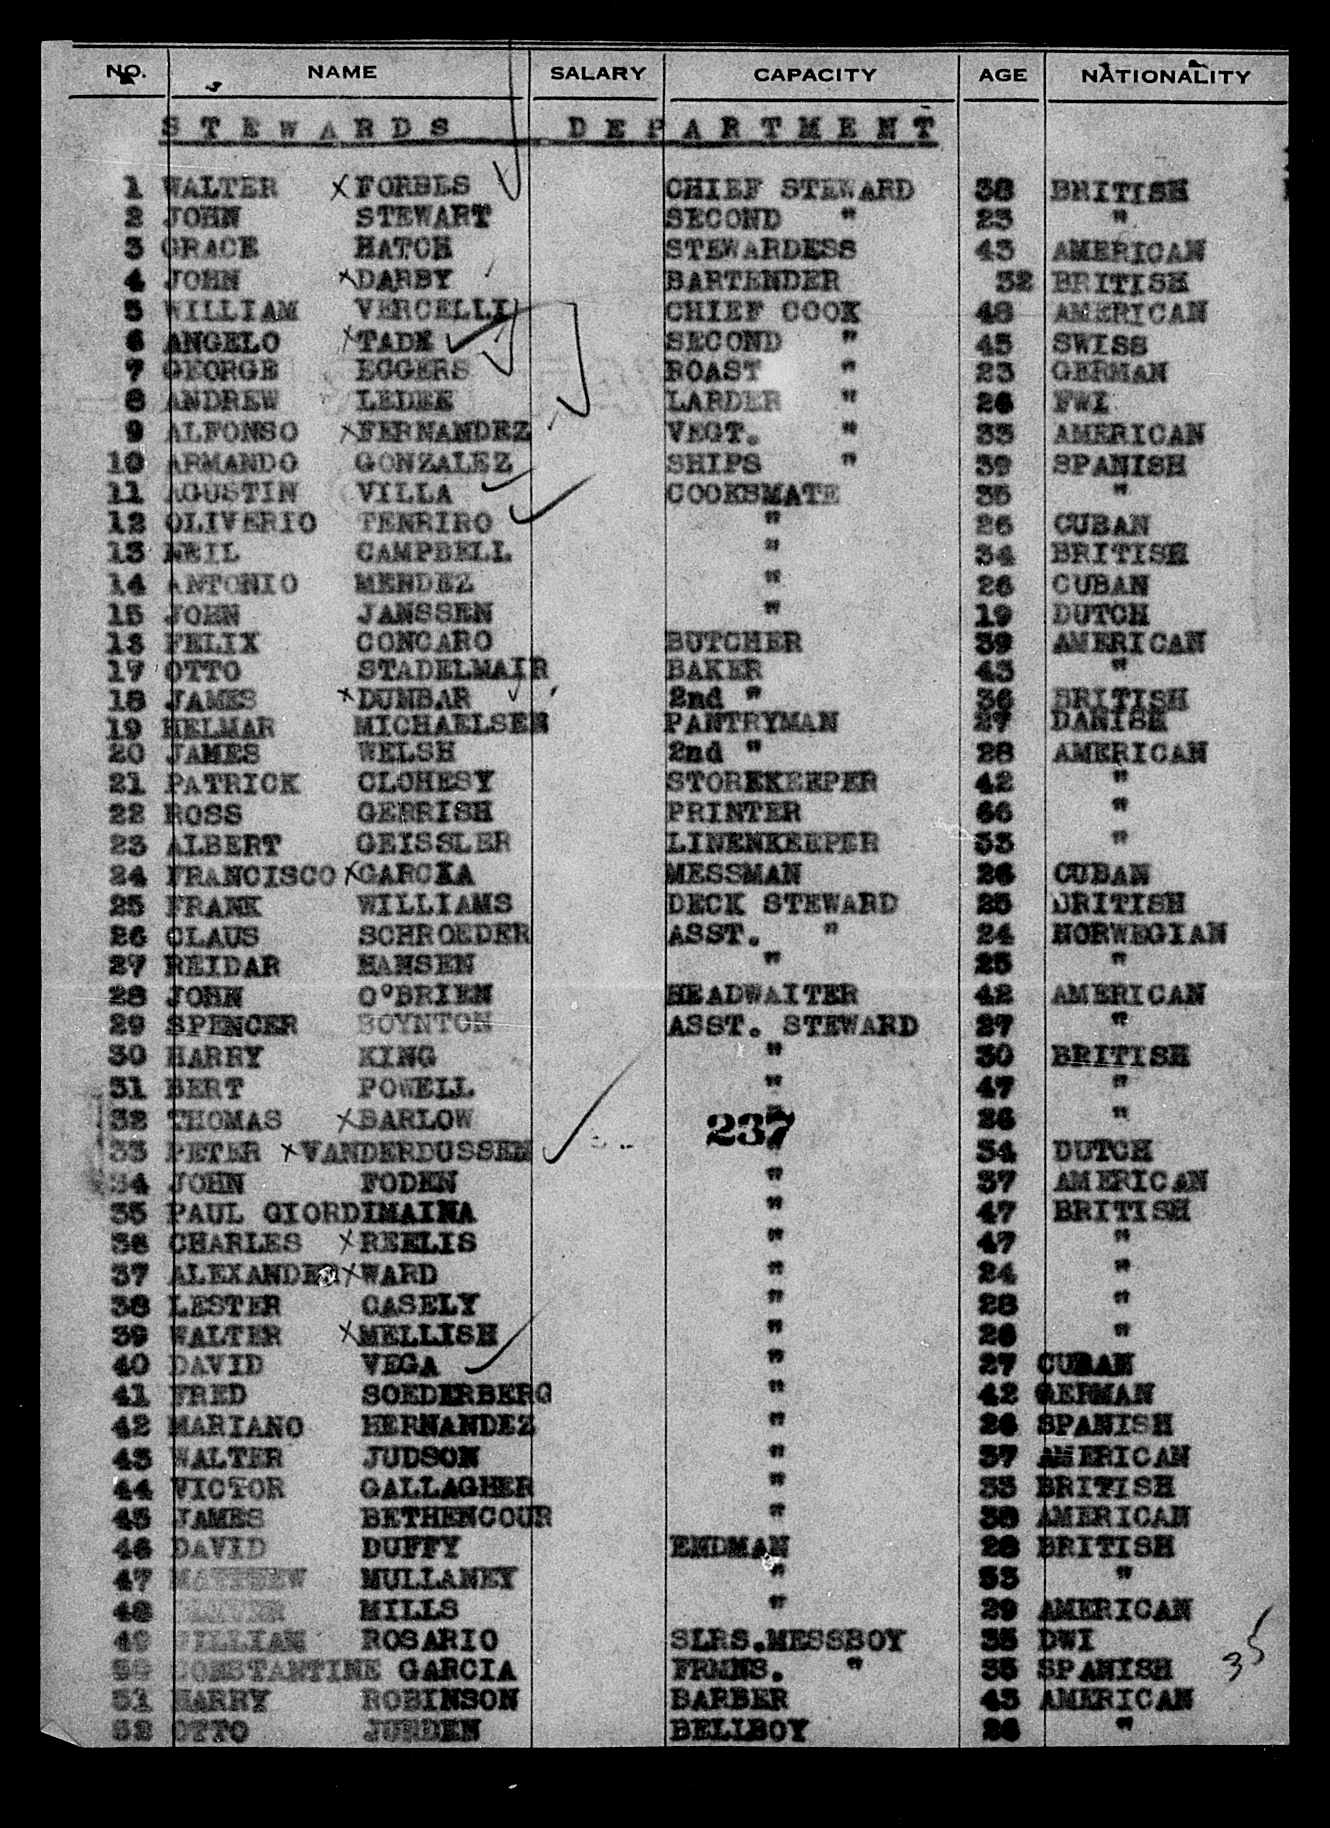 NO. NAME SALARY CAPACITY AGE NATIONALITY
STEWARDS DEPARTMENT
1 WALTER X FORBES CHIEF STEWARD 38 BRITISH
2 JOHN STEWART SECOND " 23 "
3 GRACE HATCH STEWARDESS 43 AMERICAN
4 JOHN X DARBY BARTENDER 32 BRITISH
5 WILLIAM VERCELLI CHIEF COOK 48 AMERICAN
6 ANGELO X TADE SECOND " 45 SWISS
7 GEORGE EGGERS ROAST " 23 GERMAN
8 ANDREW LEDEE LARDER " 26 FWI
9 ALFONSO X FERNANDEZ VEGT. " 33 AMERICAN
10 ARMANDO GONZALEZ SHIPS " 39 SPANISH
11 AGUSTIN VILLA COOKSMATE 35 "
12 OLIVERIO TENRIRO " 26 CUBAN
13 NEIL CAMPBELL " 34 BRITISH
14 ANTONIO MENDEZ " 26 CUBAN
15 JOHN JANSSEN " 19 DUTCH
16 FELIX CONCARO BUTCHER 39 AMERICAN
17 OTTO STADELMAIR BAKER 43 "
18 JAMES X DUNBAR 2nd " 36 BRITISH
19 HELMAR MICHAELSEN PANTRYMAN 27 DANISH
20 JAMES WELSH 2nd " 28 AMERICAN
21 PATRICK CLOHESY STOREKEEPER 42 "
22 ROSS GERRISH PRINTER 66 "
23 ALBERT GEISSLER LINENKEEPER 33 "
24 FRANCISCO X GARCIA MESSMAN 26 CUBAN
25 FRANK WILLIAMS DECK STEWARD 25 BRITISH
26 CLAUS SCHROEDER ASST. " 24 NORWEGIAN
27 REIDAR HANSEN " 25 "
28 JOHN O'BRIEN HEADWAITER 42 AMERICAN
29 SPENCER BOYNTON ASST. STEWARD 27 "
30 HARRY KING " 30 BRITISH
31 BERT POWELL " 47 "
32 THOMAS X BARLOW " 26 "
237
33 PETER X VANDERDUSSEN " 34 DUTCH
34 JOHN FODEN " 37 AMERICAN
35 PAUL GIORDIMAINA " 47 BRITISH
36 CHARLES X REELIS " 47 "
37 ALEXANDER X WARD " 24 "
38 LESTER CASELY " 28 "
39 WALTER X MELLISH " 26 "
40 DAVID VEGA " 27 CUBAN
41 FRED SOEDERBERG " 42 GERMAN
42 MARIANO HERNANDEZ " 26 SPANISH
43 WALTER JUDSON " 37 AMERICAN
44 VICTOR GALLAGHER " 33 BRITISH
45 JAMES BETHENCOUR " 38 AMERICAN
46 DAVID DUFFY ENDMAN 28 BRITISH
47 MATTHEW MULLANEY " 33 "
48 MILLS " 29 AMERICAN
49 WILLIAM ROSARIO SLRS.MESSBOY 35 DWI
50 CONSTANTINE GARCIA FRMNS. " 35 SPANISH
35
51 HARRY ROBINSON BARBER 43 AMERICAN
52 OTTO JURDEN BELLBOY 26 "